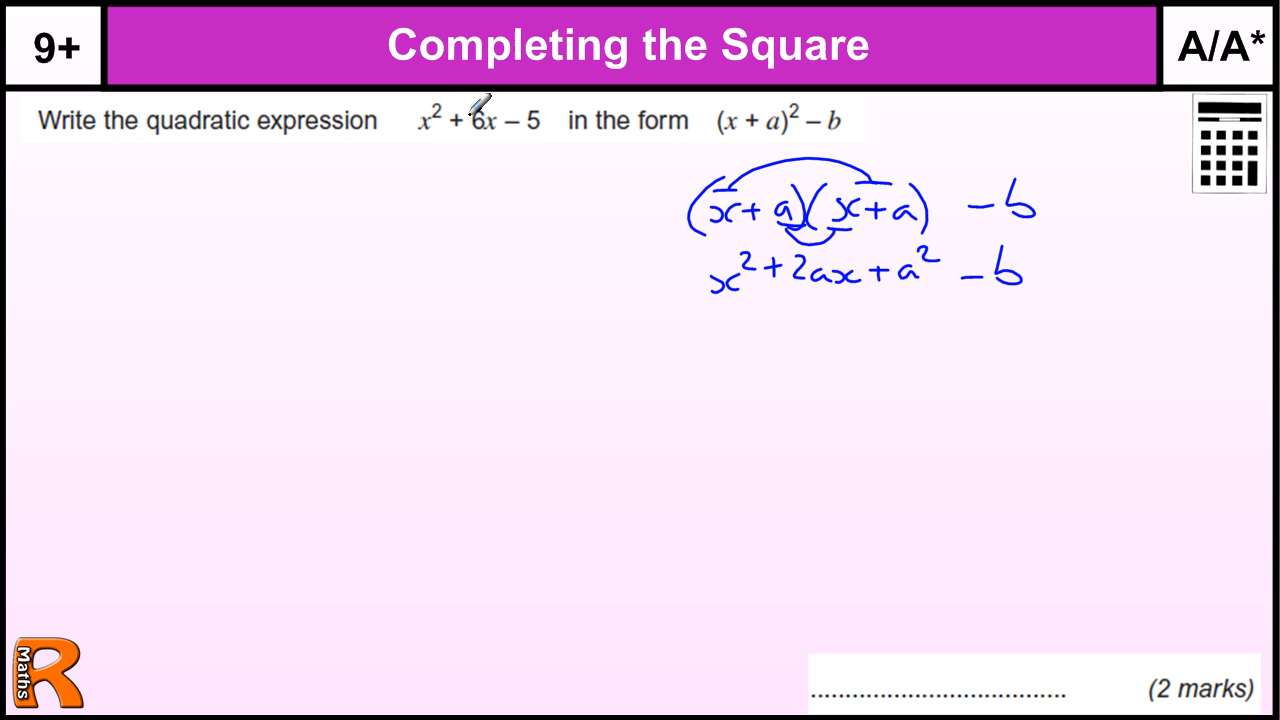 9+
Completing the Square
A/A*
Write the quadratic expression x² + 6x – 5 in the form (x + a)² – b
(x + a)(x + a) – b
x² + 2ax + a² – b
R Maths
.................................... (2 marks)